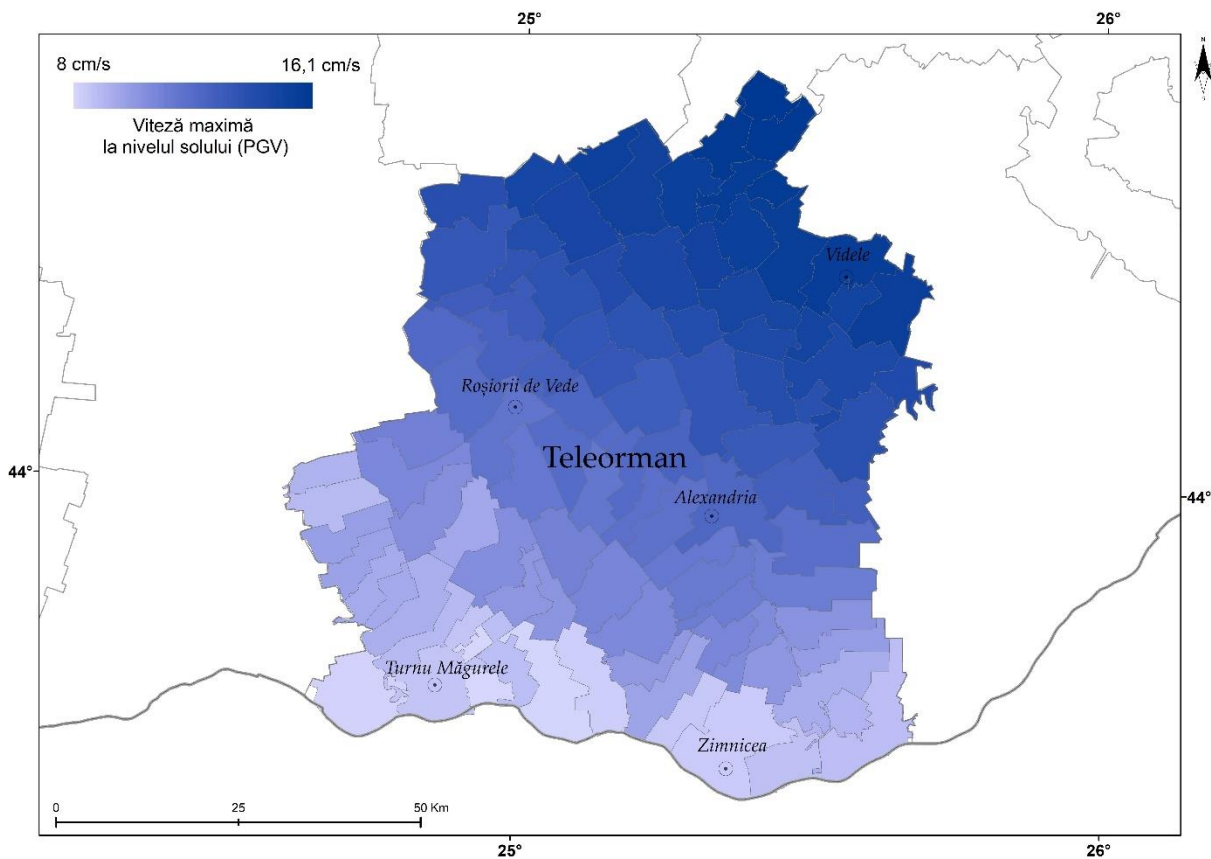 25°
26°
N
8 cm/s
16,1 cm/s
Viteză maximă
la nivelul solului (PGV)
Videle
Roșiorii de Vede
Teleorman
44°
Alexandria
44°
Turnu Măgurele
Zimnicea
0
25
50 Km
25°
26°